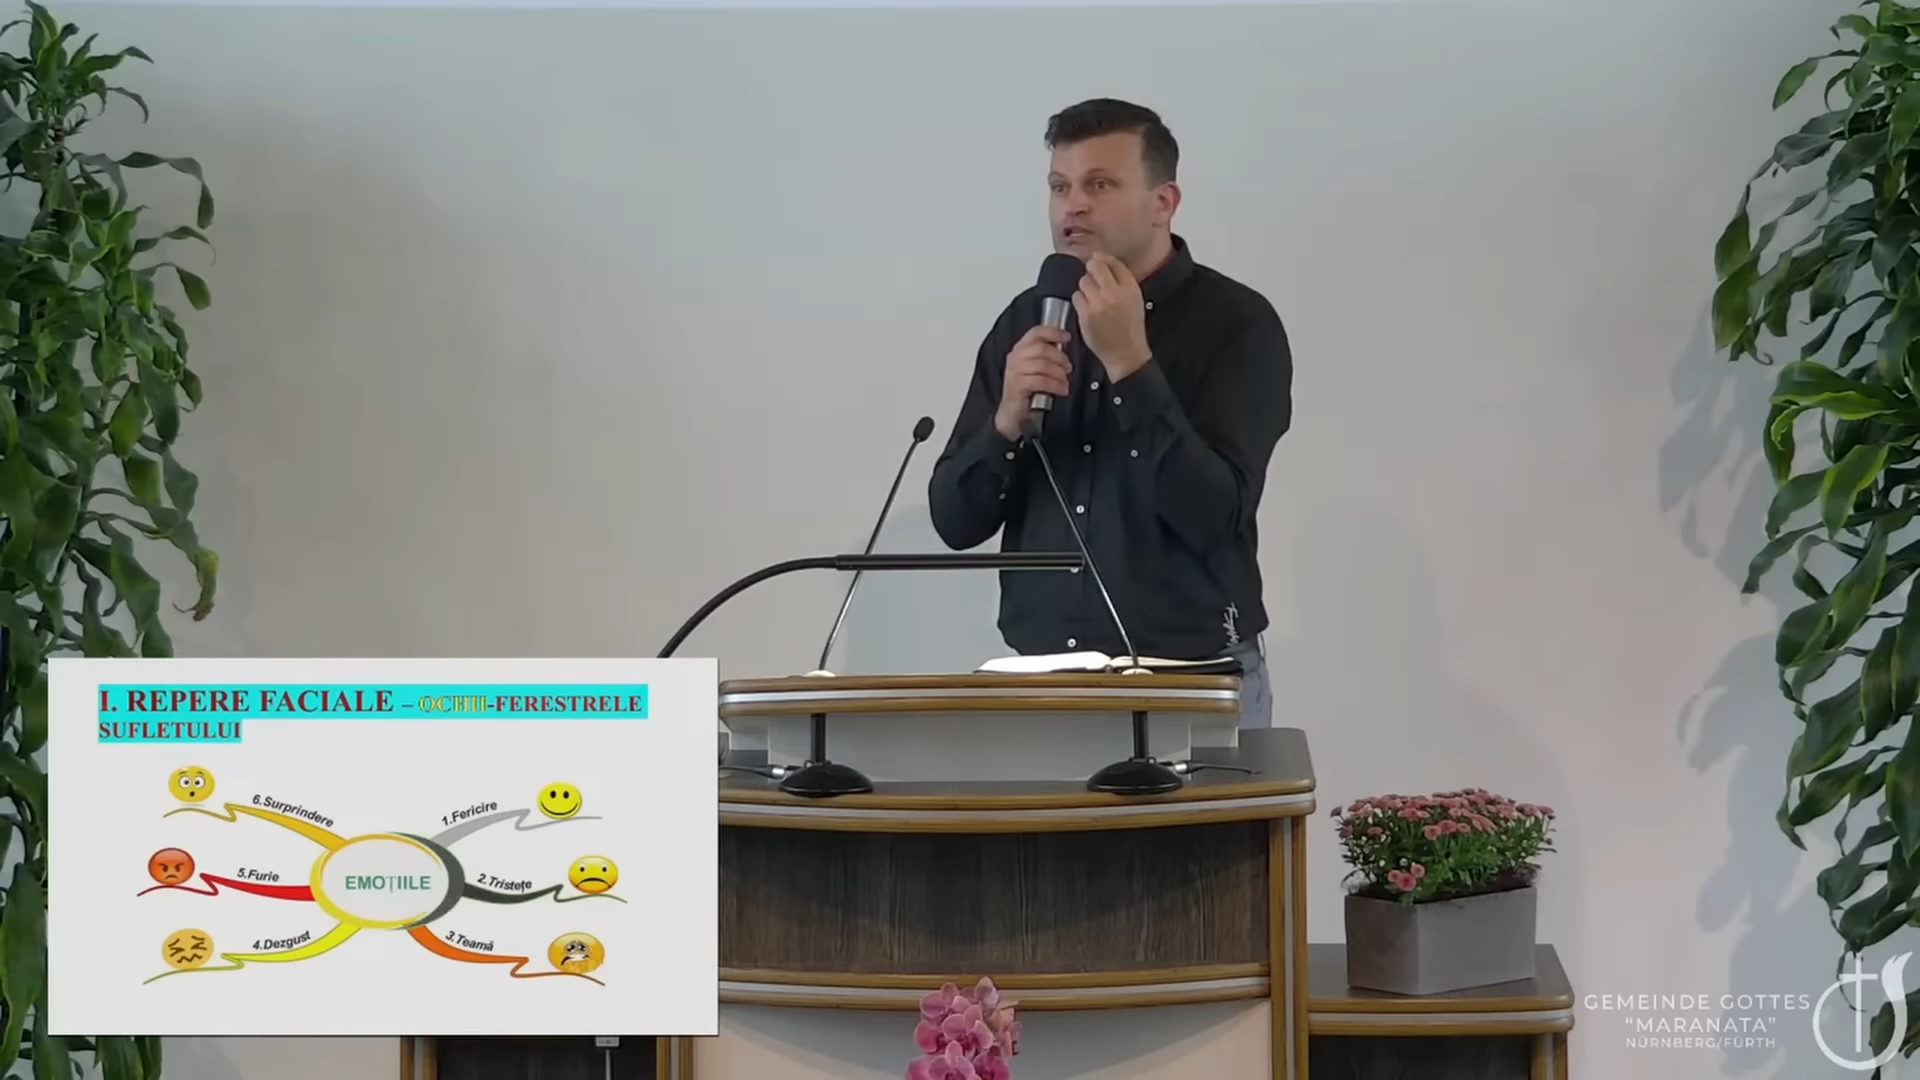 I. REPERE FACIALE – OCHII-FERESTRELE
SUFLETULUI
6.Surprindere
1.Fericire
5.Furie
EMOȚIILE
2.Tristețe
4.Dezgust
3.Teamă
GEMEINDE GOTTES
“MARANATA”
NÜRNBERG/FÜRTH